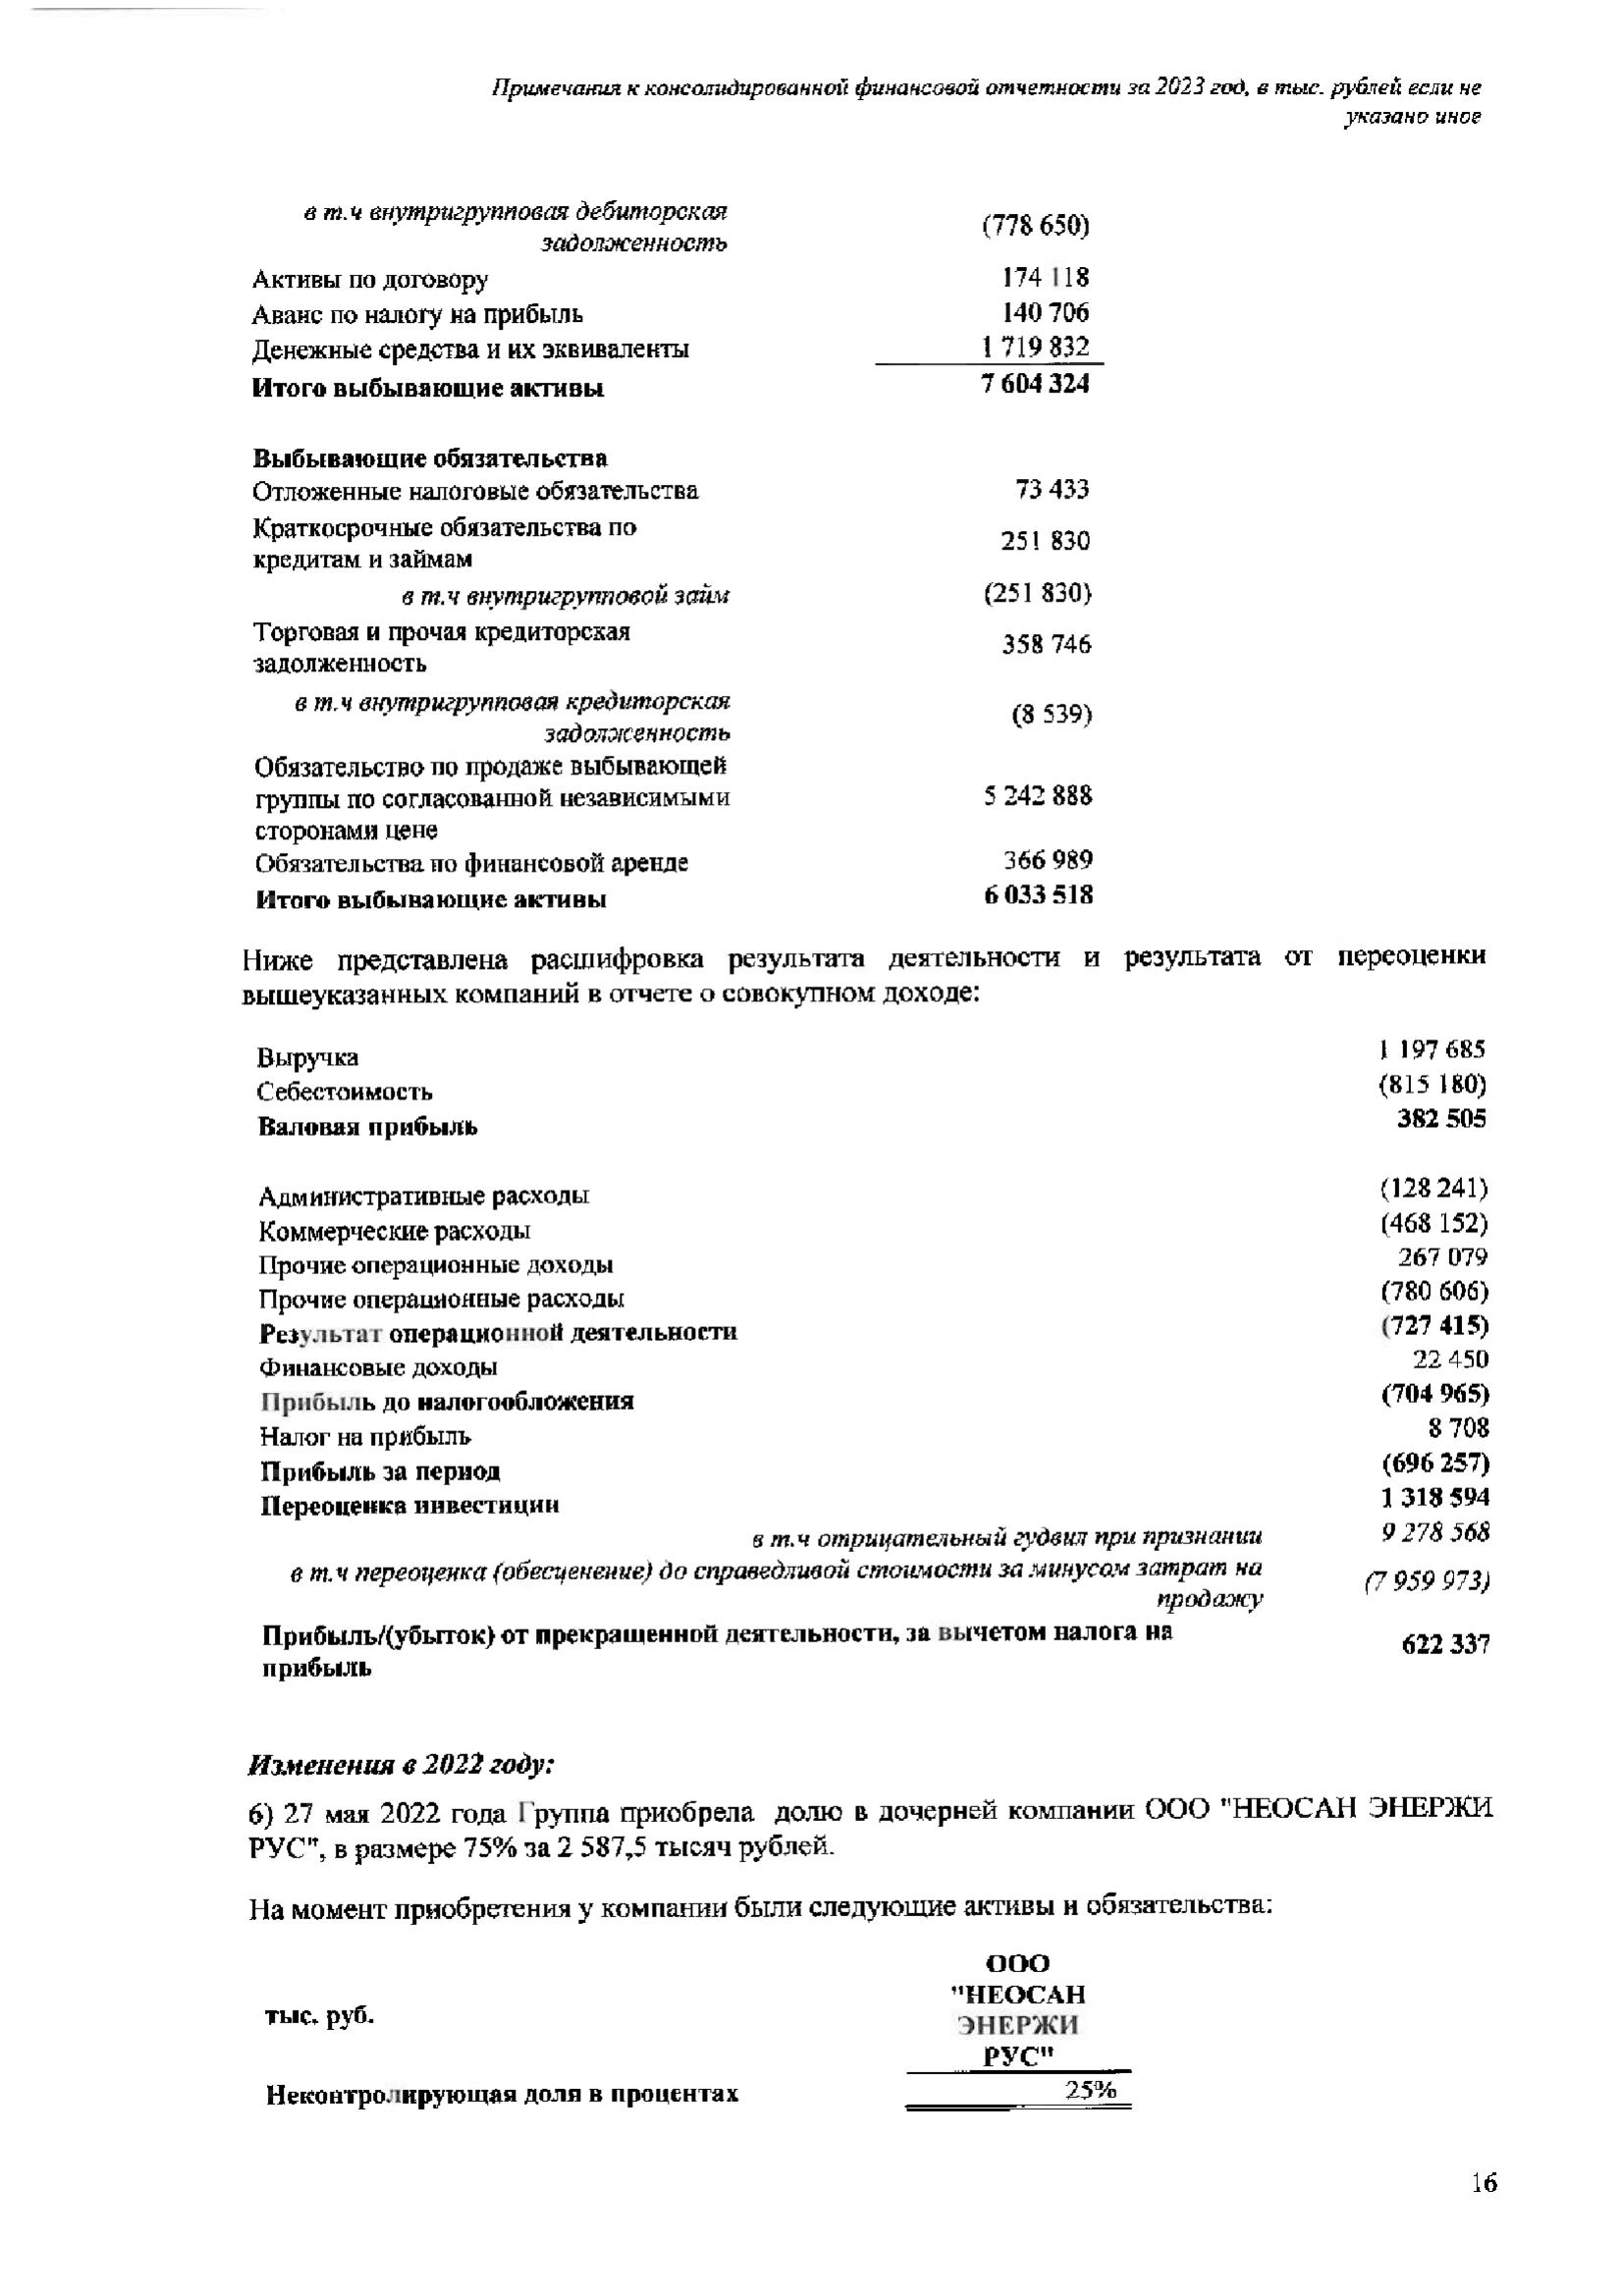 Примечания к консолидированной финансовой отчетности за 2023 год, в тыс. рублей если не
указано иное
в т.ч внутригрупповая дебиторская
задолженность (778 650)
Активы по договору 174 118
Аванс по налогу на прибыль 140 706
Денежные средства и их эквиваленты 1 719 832
Итого выбывающие активы 7 604 324
Выбывающие обязательства
Отложенные налоговые обязательства 73 433
Краткосрочные обязательства по
кредитам и займам 251 830
в т.ч внутригрупповой займ (251 830)
Торговая и прочая кредиторская
задолженность 358 746
в т.ч внутригрупповая кредиторская
задолженность (8 539)
Обязательство по продаже выбывающей
группы по согласованной независимыми 5 242 888
сторонами цене
Обязательства по финансовой аренде 366 989
Итого выбывающие активы 6 033 518
Ниже представлена расшифровка результата деятельности и результата от переоценки
вышеуказанных компаний в отчете о совокупном доходе:
Выручка 1 197 685
Себестоимость (815 180)
Валовая прибыль 382 505
Административные расходы (128 241)
Коммерческие расходы (468 152)
Прочие операционные доходы 267 079
Прочие операционные расходы (780 606)
Результат операционной деятельности (727 415)
Финансовые доходы 22 450
Прибыль до налогообложения (704 965)
Налог на прибыль 8 708
Прибыль за период (696 257)
Переоценка инвестиции 1 318 594
в т.ч отрицательный гудвил при признании 9 278 568
в т.ч переоценка (обесценение) до справедливой стоимости за минусом затрат на
продажу (7 959 973)
Прибыль/(убыток) от прекращенной деятельности, за вычетом налога на
прибыль 622 337
Изменения в 2022 году:
б) 27 мая 2022 года Группа приобрела долю в дочерней компании ООО "НЕОСАН ЭНЕРЖИ
РУС", в размере 75% за 2 587,5 тысяч рублей.
На момент приобретения у компании были следующие активы и обязательства:
тыс. руб.
ООО
"НЕОСАН
ЭНЕРЖИ
РУС"
Неконтролирующая доля в процентах 25%
16